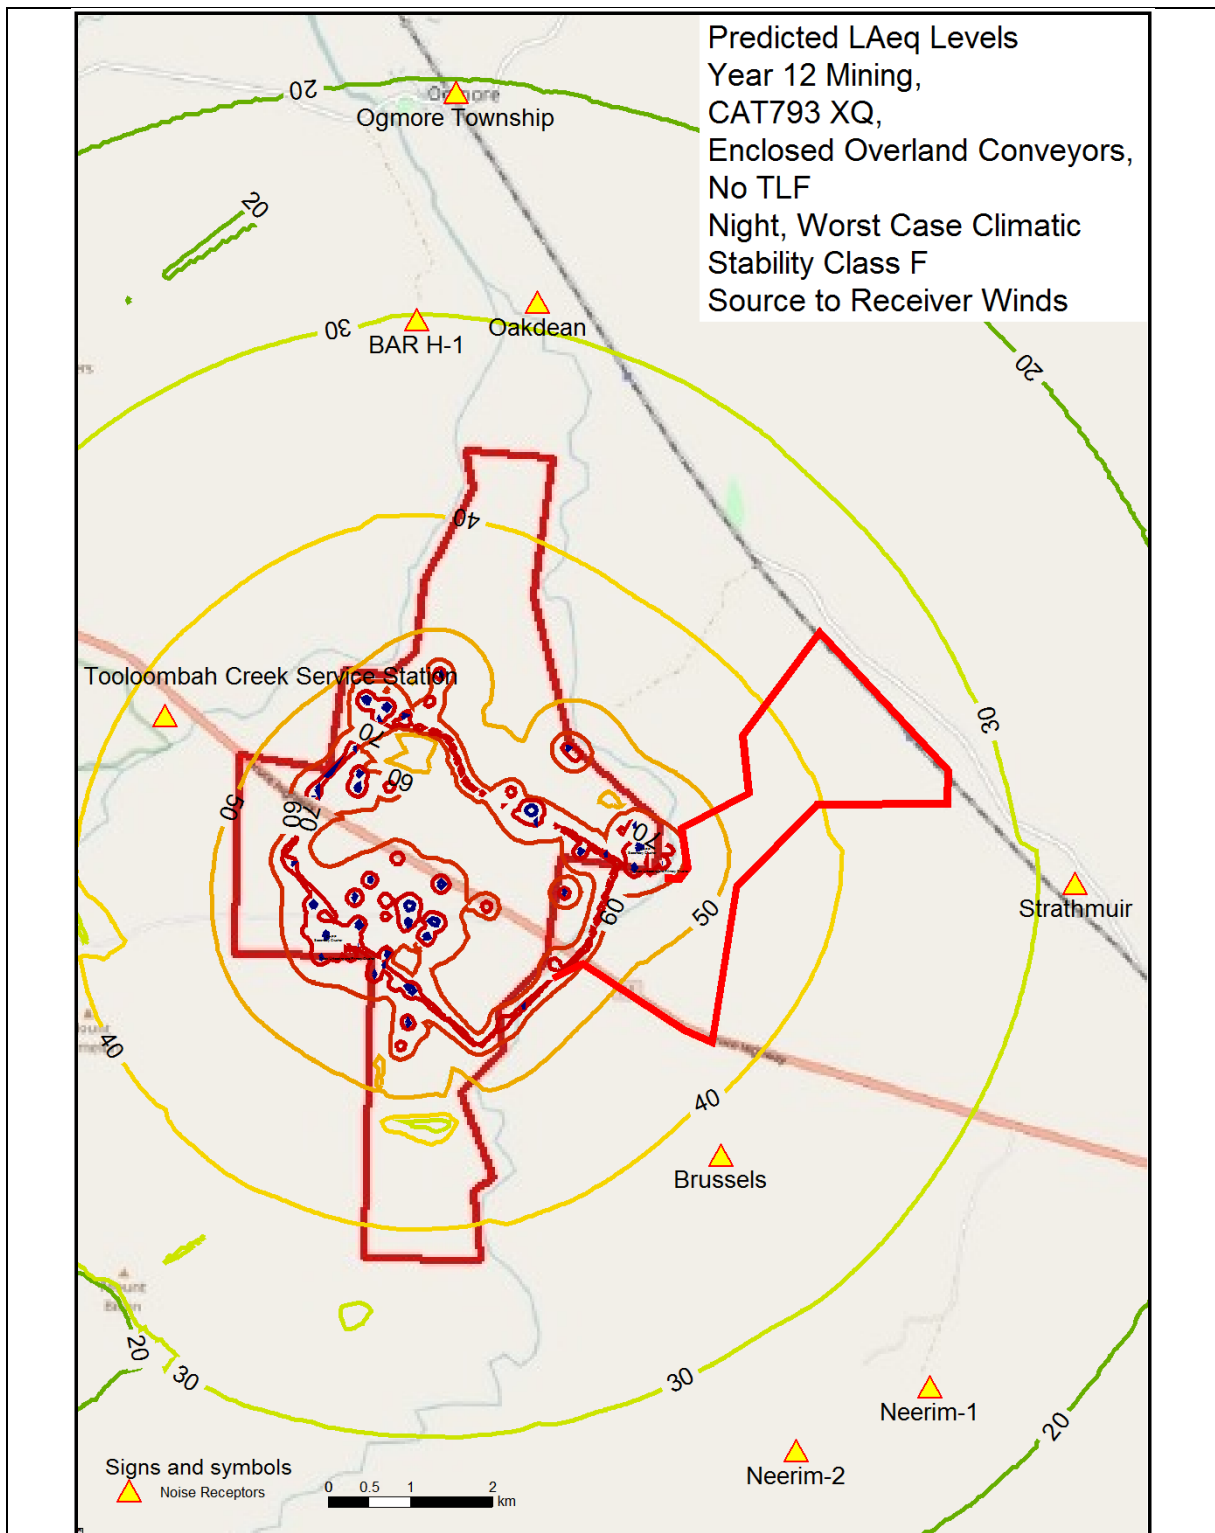 Predicted LAeq Levels
Year 12 Mining,
CAT793 XQ,
Enclosed Overland Conveyors,
No TLF
Night, Worst Case Climatic
Stability Class F
Source to Receiver Winds
20
Ogmore
Ogmore Township
20
30
BAR H-1
Oakdean
20
40
Tooloombah Creek Service Station
70
60
50
60
70
70
30
60
50
Strathmuir
40
40
Highway
Brussels
Mount
20
30
30
20
Neerim-1
Neerim-2
Signs and symbols
Noise Receptors
0 0.5 1 2
km